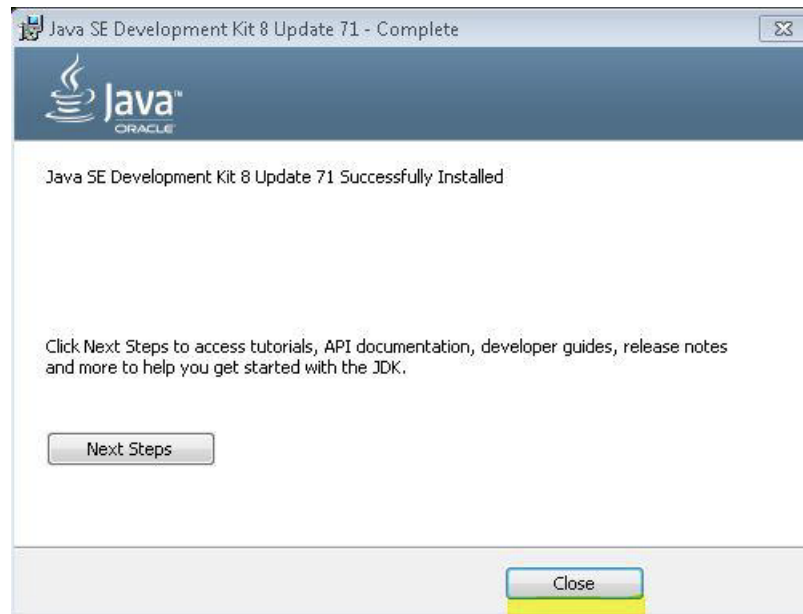 Java SE Development Kit 8 Update 71 - Complete
Java™
ORACLE
Java SE Development Kit 8 Update 71 Successfully Installed
Click Next Steps to access tutorials, API documentation, developer guides, release notes
and more to help you get started with the JDK.
Next Steps
Close